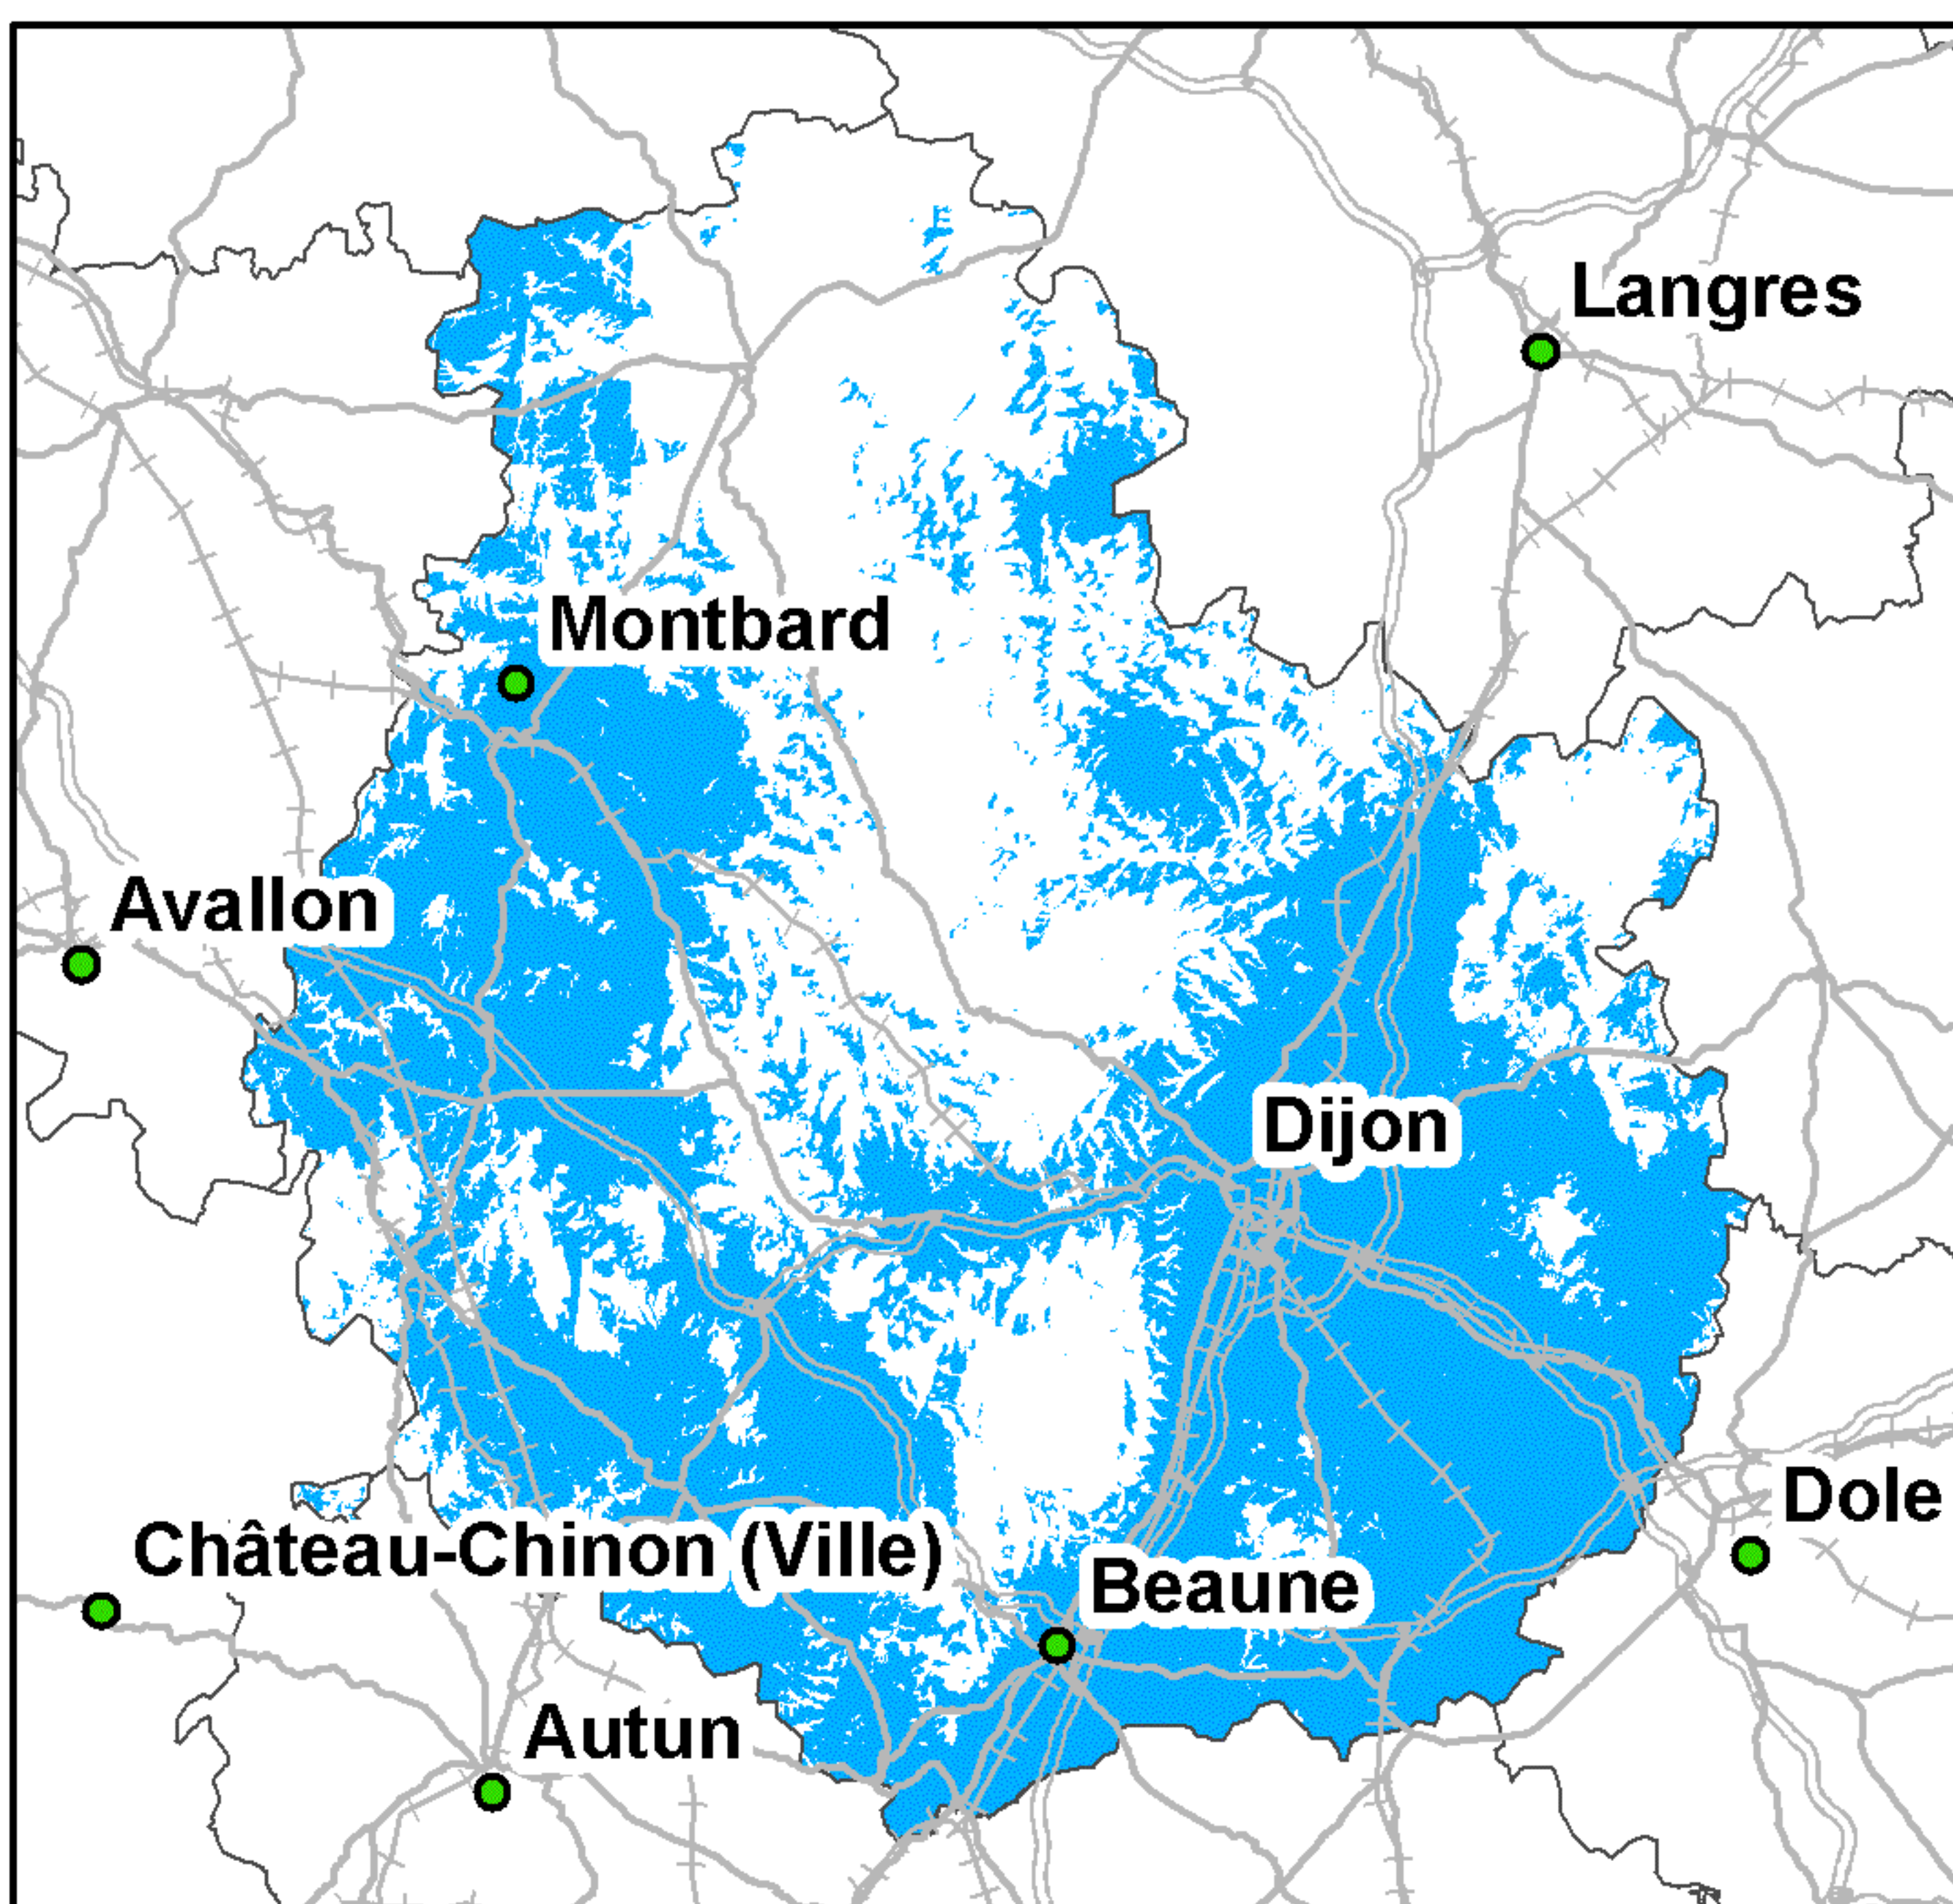 Langres
Montbard
Avallon
Dijon
Dole
Château-Chinon (Ville)
Beaune
Autun